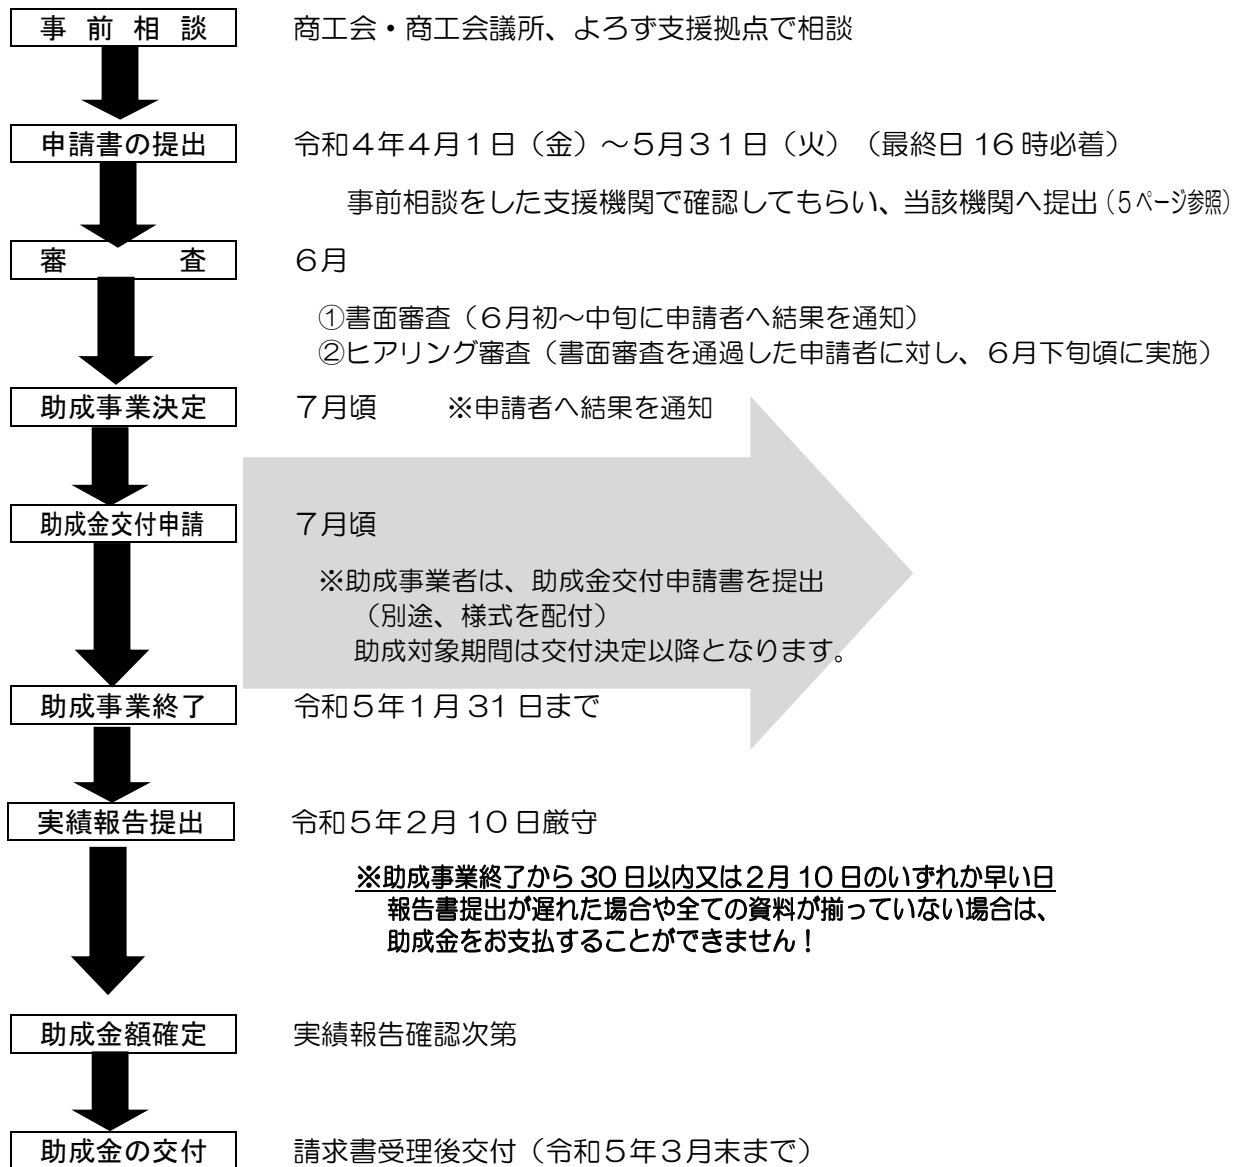 事前相談 商工会・商工会議所、よろず支援拠点で相談
申請書の提出 令和４年４月１日（金）～５月３１日（火）（最終日 16 時必着）
事前相談をした支援機関で確認してもらい、当該機関へ提出（５ページ参照）
審査 ６月
①書面審査（６月初～中旬に申請者へ結果を通知）
②ヒアリング審査（書面審査を通過した申請者に対し、６月下旬頃に実施）
助成事業決定 ７月頃 ※申請者へ結果を通知
助成金交付申請 ７月頃
※助成事業者は、助成金交付申請書を提出
（別途、様式を配付）
助成対象期間は交付決定以降となります。
助成事業終了 令和５年１月 31 日まで
実績報告提出 令和５年２月 10 日厳守
※助成事業終了から 30 日以内又は２月 10 日のいずれか早い日
報告書提出が遅れた場合や全ての資料が揃っていない場合は、
助成金をお支払することができません！
助成金額確定 実績報告確認次第
助成金の交付 請求書受理後交付（令和５年３月末まで）